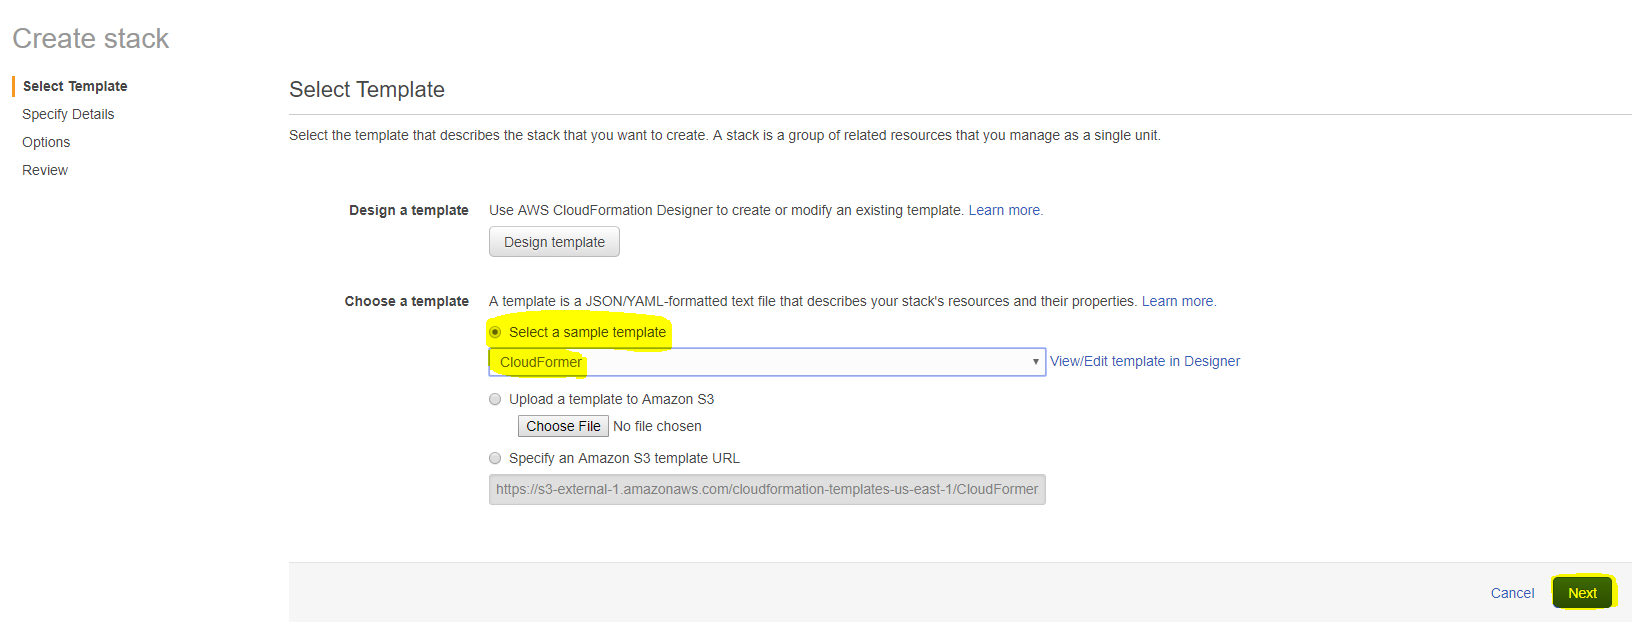 Create stack
Select Template
Specify Details
Options
Review
Select Template
Select the template that describes the stack that you want to create. A stack is a group of related resources that you manage as a single unit.
Design a template
Use AWS CloudFormation Designer to create or modify an existing template. Learn more.
Design template
Choose a template
A template is a JSON/YAML-formatted text file that describes your stack's resources and their properties. Learn more.
Select a sample template
CloudFormer
View/Edit template in Designer
Upload a template to Amazon S3
Choose File No file chosen
Specify an Amazon S3 template URL
https://s3-external-1.amazonaws.com/cloudformation-templates-us-east-1/CloudFormer
Cancel
Next